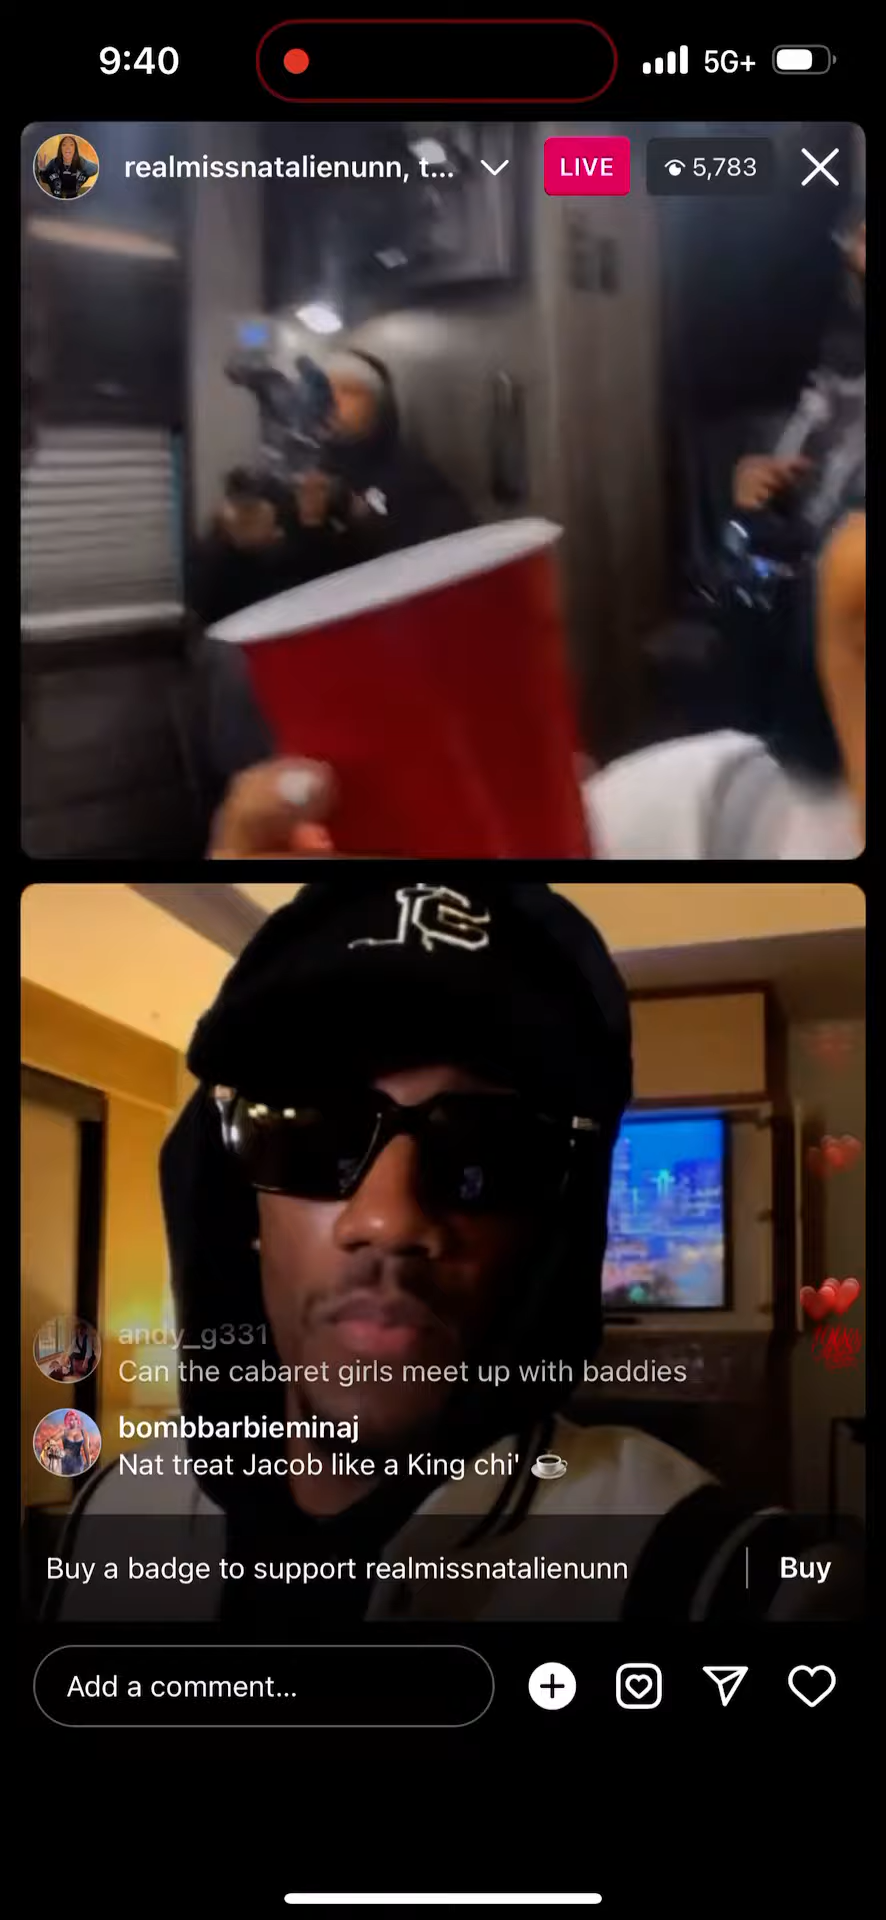 9:40
5G+
realmissnatalienunn, t...
LIVE
5,783
andy_g331
Can the cabaret girls meet up with baddies
bombbarbieminaj
Nat treat Jacob like a King chi' ☕
Buy a badge to support realmissnatalienunn
Buy
Add a comment...